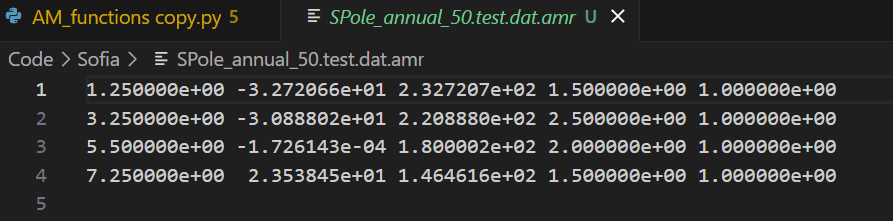 AM_functions copy.py 5 SPole_annual_50.test.dat.amr U ×
Code > Sofia > SPole_annual_50.test.dat.amr
1 1.250000e+00 -3.272066e+01 2.327207e+02 1.500000e+00 1.000000e+00
2 3.250000e+00 -3.088802e+01 2.208880e+02 2.500000e+00 1.000000e+00
3 5.500000e+00 -1.726143e-04 1.800002e+02 2.000000e+00 1.000000e+00
4 7.250000e+00 2.353845e+01 1.464616e+02 1.500000e+00 1.000000e+00
5